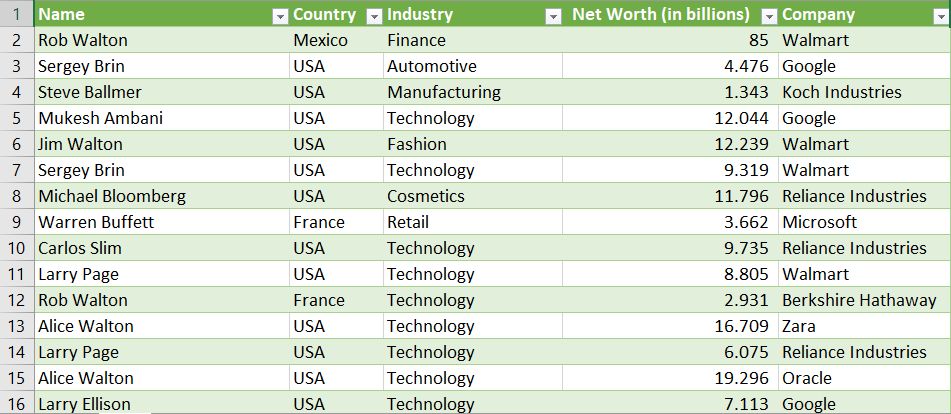 1 Name Country Industry Net Worth (in billions) Company
2 Rob Walton Mexico Finance 85 Walmart
3 Sergey Brin USA Automotive 4.476 Google
4 Steve Ballmer USA Manufacturing 1.343 Koch Industries
5 Mukesh Ambani USA Technology 12.044 Google
6 Jim Walton USA Fashion 12.239 Walmart
7 Sergey Brin USA Technology 9.319 Walmart
8 Michael Bloomberg USA Cosmetics 11.796 Reliance Industries
9 Warren Buffett France Retail 3.662 Microsoft
10 Carlos Slim USA Technology 9.735 Reliance Industries
11 Larry Page USA Technology 8.805 Walmart
12 Rob Walton France Technology 2.931 Berkshire Hathaway
13 Alice Walton USA Technology 16.709 Zara
14 Larry Page USA Technology 6.075 Reliance Industries
15 Alice Walton USA Technology 19.296 Oracle
16 Larry Ellison USA Technology 7.113 Google